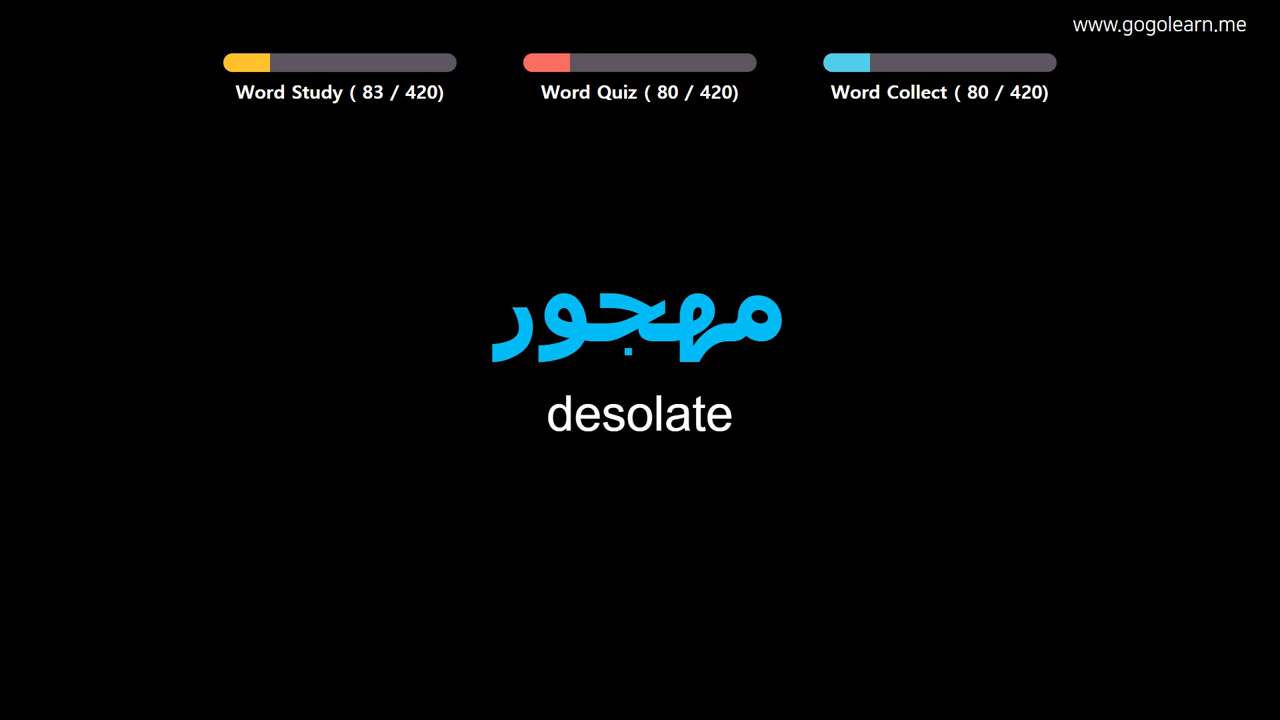 www.gogolearn.me
Word Study ( 83 / 420)
Word Quiz ( 80 / 420)
Word Collect ( 80 / 420)
مهجور
desolate